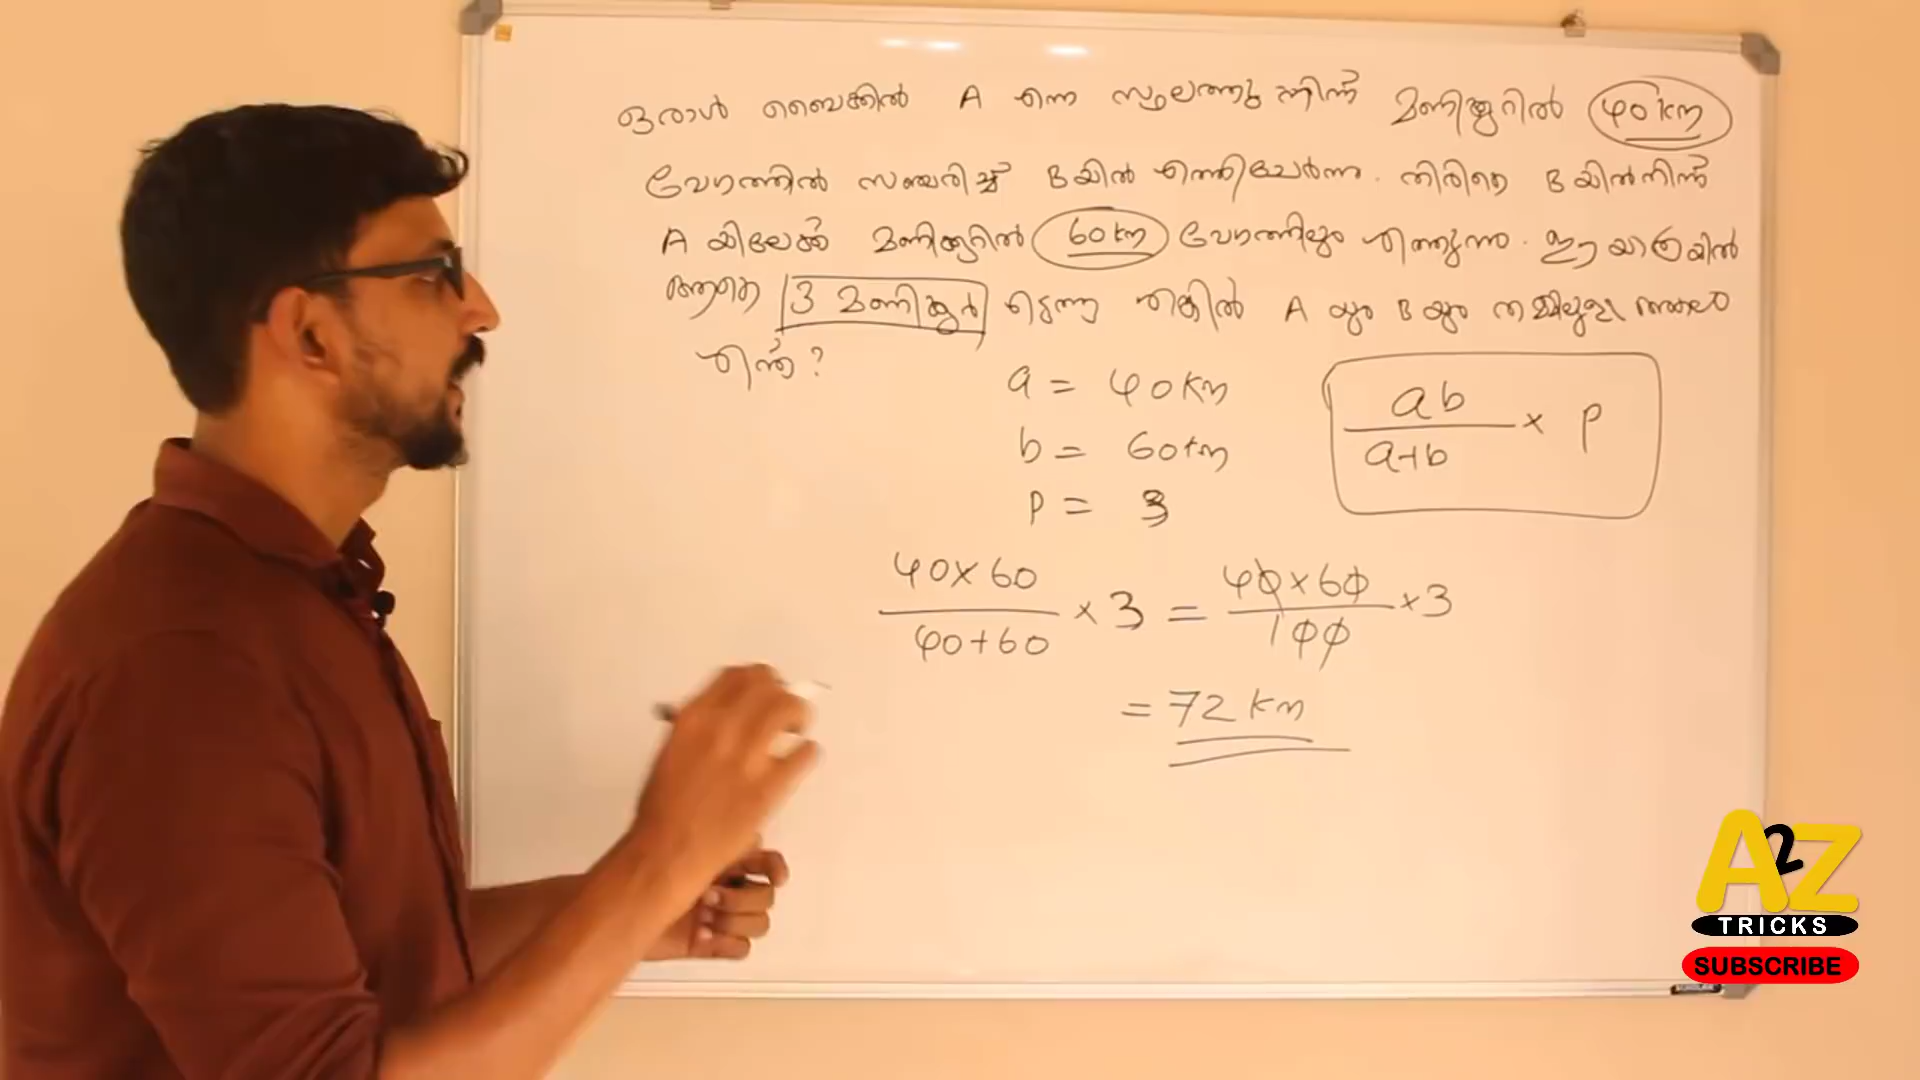 ഒരാൾ ബൈക്കിൽ A എന്ന സ്ഥലത്തു നിന്ന് മണിക്കൂറിൽ 40 km
വേഗത്തിൽ സഞ്ചരിച്ച് B യിൽ എത്തിച്ചേർന്നു. തിരികെ B യിൽ നിന്ന്
A യിലേക്ക് മണിക്കൂറിൽ 60 km വേഗത്തിലും എത്തുന്നു. ഈ യാത്രയിൽ
ആകെ 3 മണിക്കൂർ എടുത്തു എങ്കിൽ A യും B യും തമ്മിലുള്ള അകലം
എന്ത്?
a = 40 km
b = 60 km
p = 3
ab
a+b
× p
40×60
40+60
× 3 =
40×60
100
×3
= 72 km
A2Z
TRICKS
SUBSCRIBE